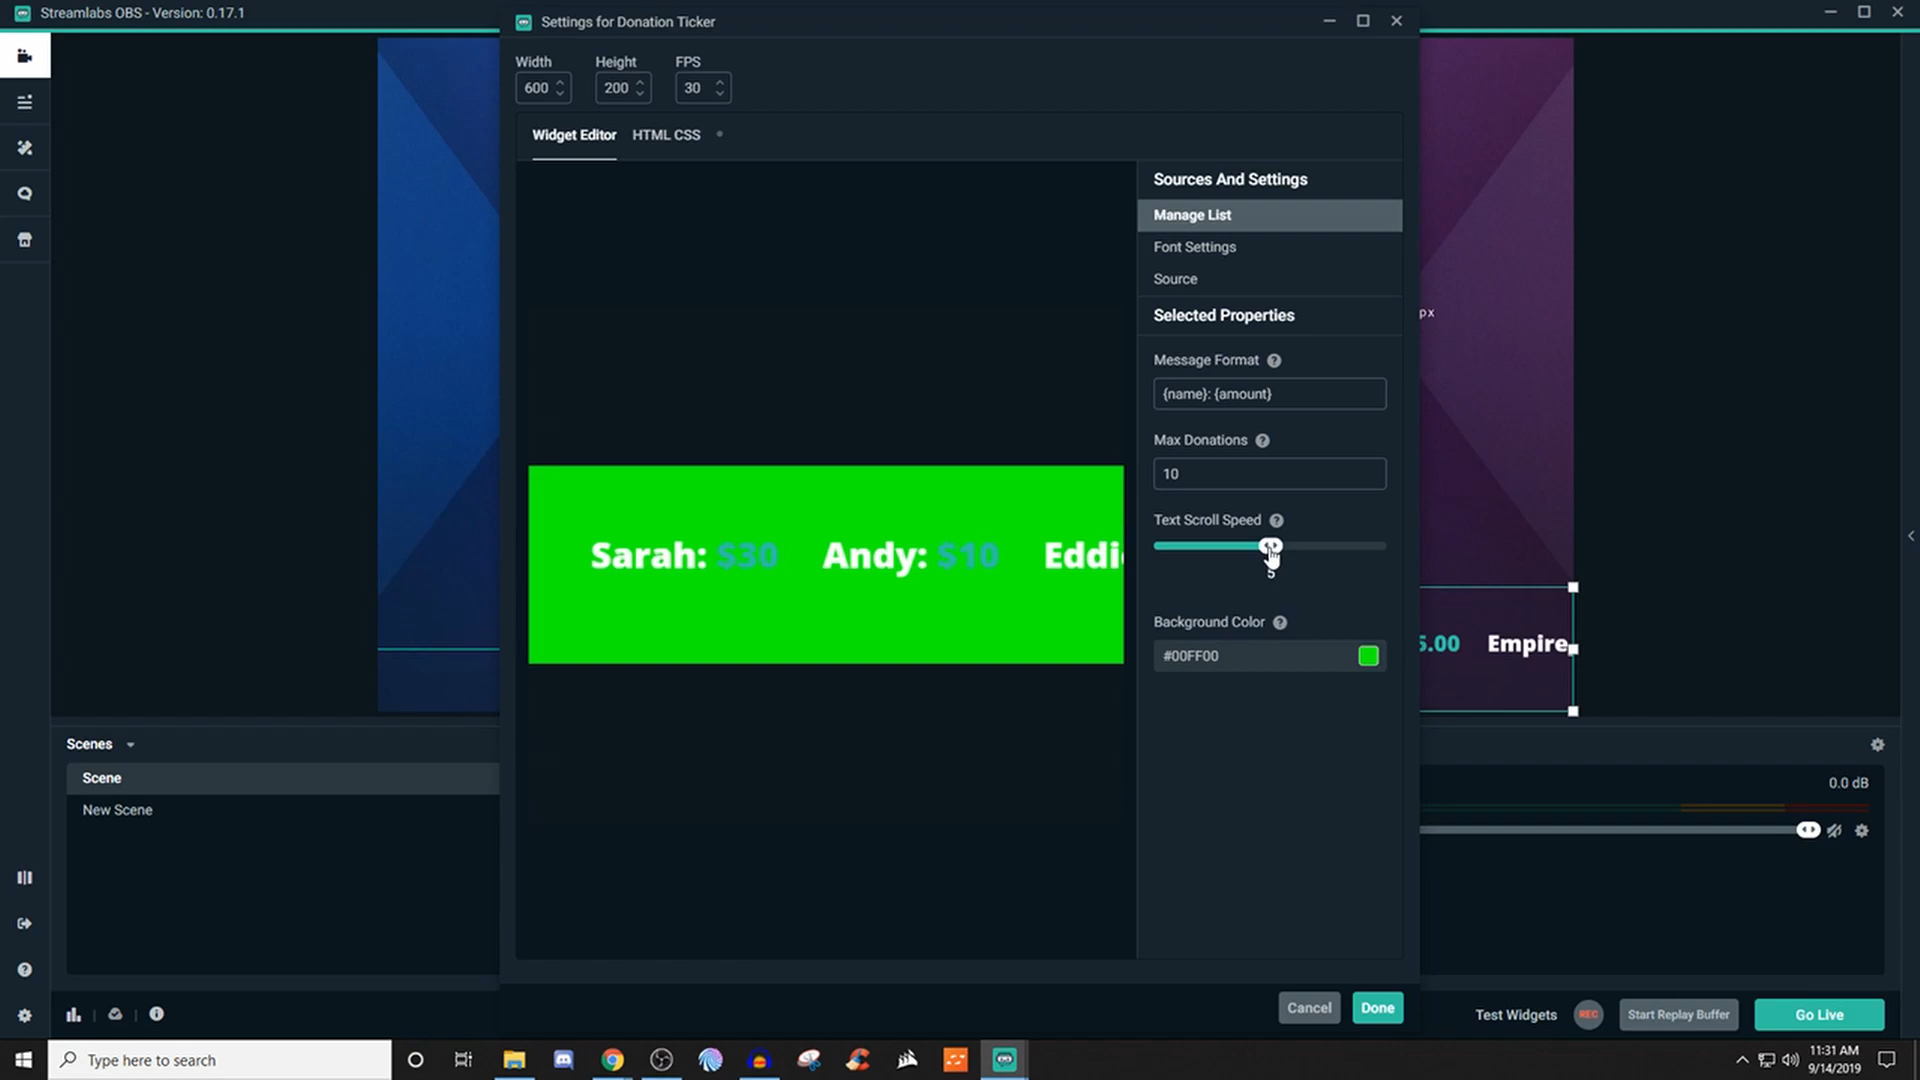 Streamlabs OBS - Version: 0.17.1
Settings for Donation Ticker
Width Height FPS
600 200 30
Widget Editor HTML CSS
Sources And Settings
Manage List
Font Settings
Source
Selected Properties
Message Format
{name}: {amount}
Max Donations
10
Text Scroll Speed
5
Background Color
#00FF00
Sarah: $30 Andy: $10 Eddi
px
5.00 Empire
Scenes
Scene
New Scene
0.0 dB
Cancel Done
Test Widgets REC Start Replay Buffer Go Live
Type here to search
11:31 AM
9/14/2019